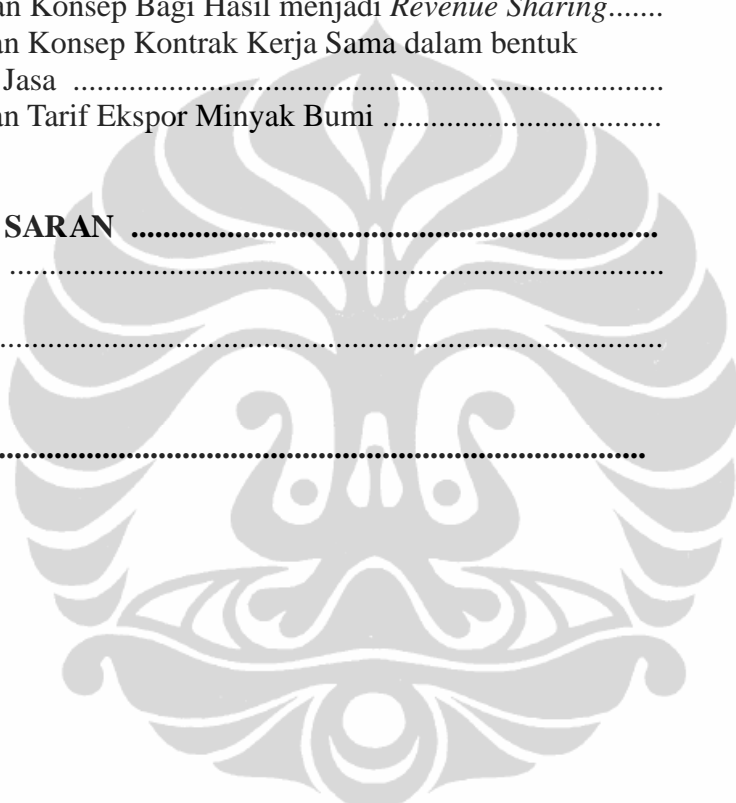 an Konsep Bagi Hasil menjadi Revenue Sharing.......
an Konsep Kontrak Kerja Sama dalam bentuk
Jasa ...........................................................................
an Tarif Ekspor Minyak Bumi ...................................
SARAN ..................................................................
...................................................................................
....................................................................................
..................................................................................